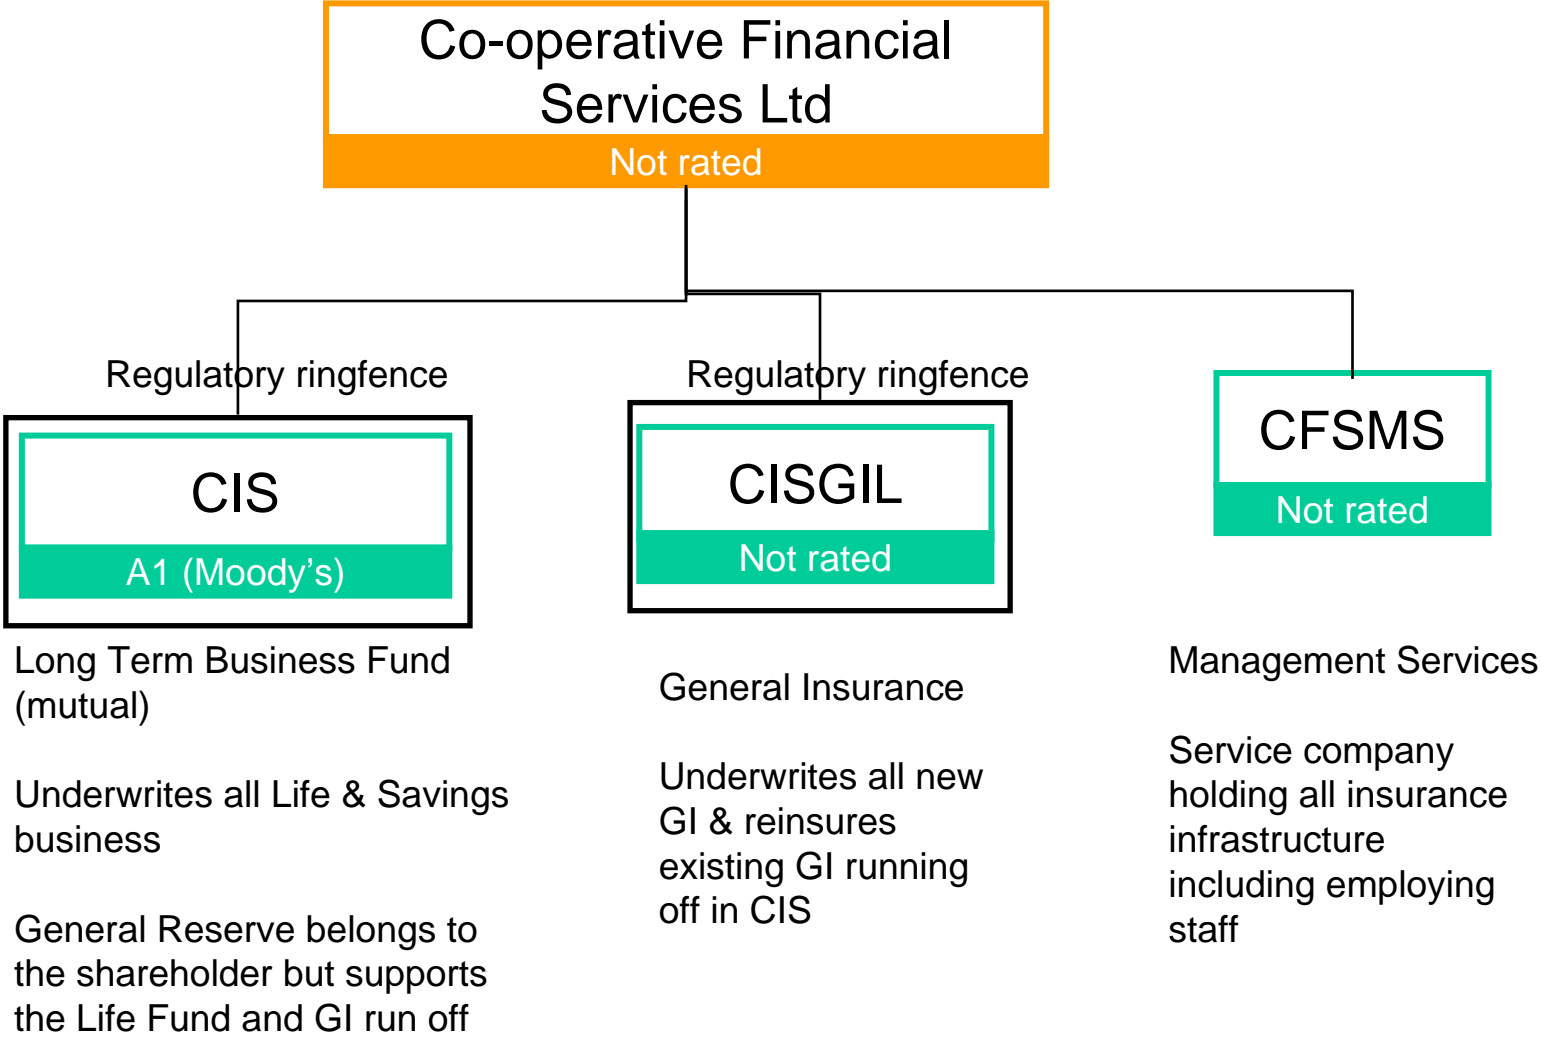 Co-operative Financial
Services Ltd
Not rated
Regulatory ringfence
CIS
A1 (Moody’s)
Long Term Business Fund
(mutual)
Underwrites all Life & Savings
business
General Reserve belongs to
the shareholder but supports
the Life Fund and GI run off
Regulatory ringfence
CISGIL
Not rated
General Insurance
Underwrites all new
GI & reinsures
existing GI running
off in CIS
CFSMS
Not rated
Management Services
Service company
holding all insurance
infrastructure
including employing
staff